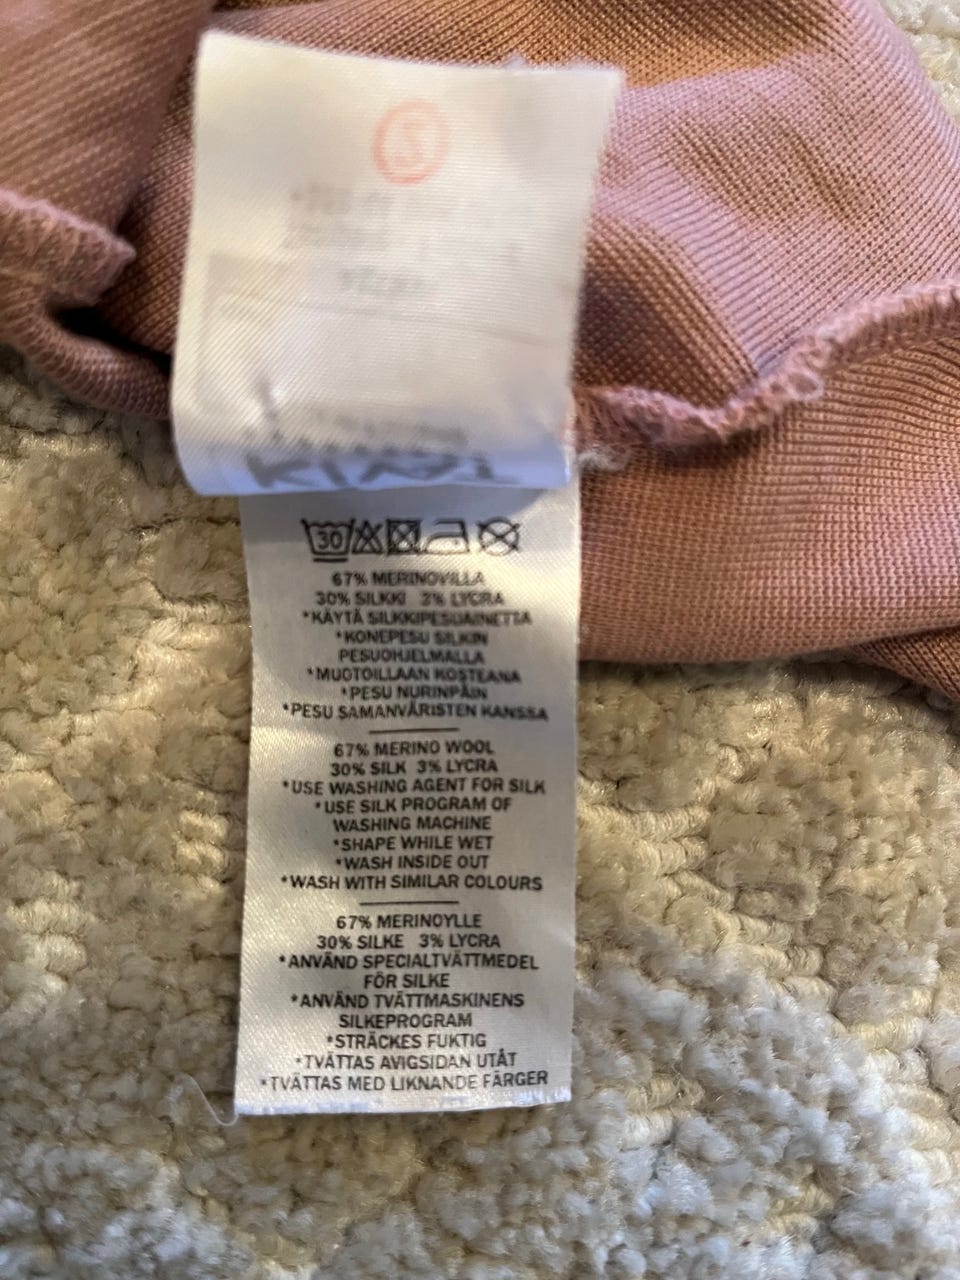 30
67% MERINOVILLA
30% SILKKI 3% LYCRA
*KÄYTÄ SILKKIPESUAINETTA
*KONEPESU SILKIN
PESUOHJELMALLA
*MUOTOILLAAN KOSTEANA
*PESU NURINPÄIN
*PESU SAMANVÄRISTEN KANSSA
67% MERINO WOOL
30% SILK 3% LYCRA
*USE WASHING AGENT FOR SILK
*USE SILK PROGRAM OF
WASHING MACHINE
*SHAPE WHILE WET
*WASH INSIDE OUT
*WASH WITH SIMILAR COLOURS
67% MERINOYLLE
30% SILKE 3% LYCRA
*ANVÄND SPECIALTVÄTTMEDEL
FÖR SILKE
*ANVÄND TVÄTTMASKINENS
SILKEPROGRAM
*STRÄCKES FUKTIG
*TVÄTTAS AVIGSIDAN UTÅT
*TVÄTTAS MED LIKNANDE FÄRGER